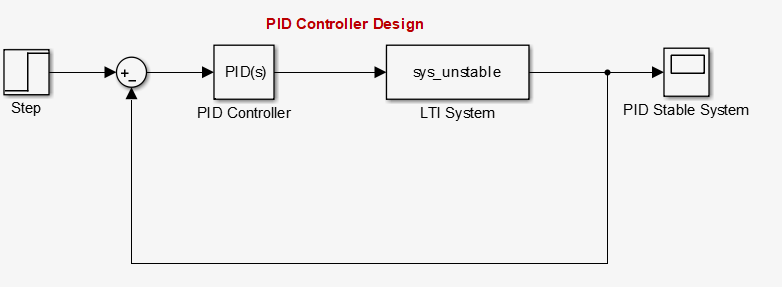 PID Controller Design
+
−
PID(s)
sys_unstable
Step
PID Controller
LTI System
PID Stable System